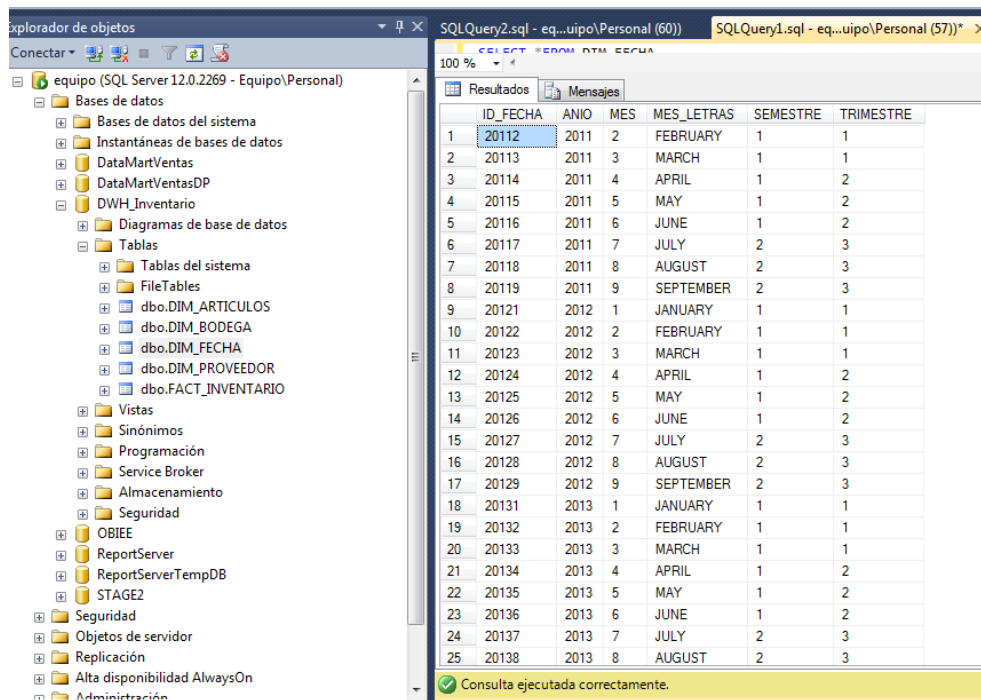 Explorador de objetos
Conectar
equipo (SQL Server 12.0.2269 - Equipo\Personal)
Bases de datos
Bases de datos del sistema
Instantáneas de bases de datos
DataMartVentas
DataMartVentasDP
DWH_Inventario
Diagramas de base de datos
Tablas
Tablas del sistema
FileTables
dbo.DIM_ARTICULOS
dbo.DIM_BODEGA
dbo.DIM_FECHA
dbo.DIM_PROVEEDOR
dbo.FACT_INVENTARIO
Vistas
Sinónimos
Programación
Service Broker
Almacenamiento
Seguridad
OBIEE
ReportServer
ReportServerTempDB
STAGE2
Seguridad
Objetos de servidor
Replicación
Alta disponibilidad AlwaysOn
Administración
SQLQuery2.sql - eq...uipo\Personal (60)) SQLQuery1.sql - eq...uipo\Personal (57))*
SELECT *FROM DIM_FECHA
100 %
Resultados Mensajes
ID_FECHA ANIO MES MES_LETRAS SEMESTRE TRIMESTRE
1 20112 2011 2 FEBRUARY 1 1
2 20113 2011 3 MARCH 1 1
3 20114 2011 4 APRIL 1 2
4 20115 2011 5 MAY 1 2
5 20116 2011 6 JUNE 1 2
6 20117 2011 7 JULY 2 3
7 20118 2011 8 AUGUST 2 3
8 20119 2011 9 SEPTEMBER 2 3
9 20121 2012 1 JANUARY 1 1
10 20122 2012 2 FEBRUARY 1 1
11 20123 2012 3 MARCH 1 1
12 20124 2012 4 APRIL 1 2
13 20125 2012 5 MAY 1 2
14 20126 2012 6 JUNE 1 2
15 20127 2012 7 JULY 2 3
16 20128 2012 8 AUGUST 2 3
17 20129 2012 9 SEPTEMBER 2 3
18 20131 2013 1 JANUARY 1 1
19 20132 2013 2 FEBRUARY 1 1
20 20133 2013 3 MARCH 1 1
21 20134 2013 4 APRIL 1 2
22 20135 2013 5 MAY 1 2
23 20136 2013 6 JUNE 1 2
24 20137 2013 7 JULY 2 3
25 20138 2013 8 AUGUST 2 3
Consulta ejecutada correctamente.